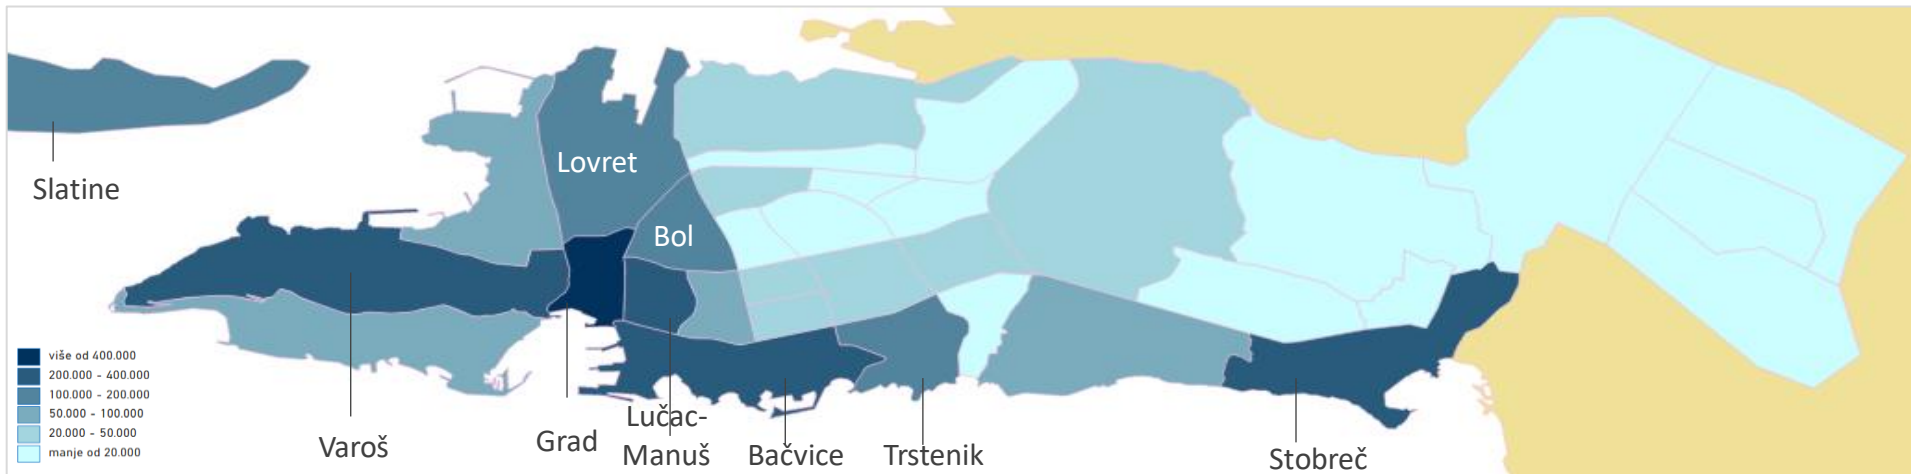 Slatine
Lovret
Bol
više od 400.000
200.000 - 400.000
100.000 - 200.000
50.000 - 100.000
20.000 - 50.000
manje od 20.000
Varoš
Grad
Lučac-
Manuš
Bačvice
Trstenik
Stobreč